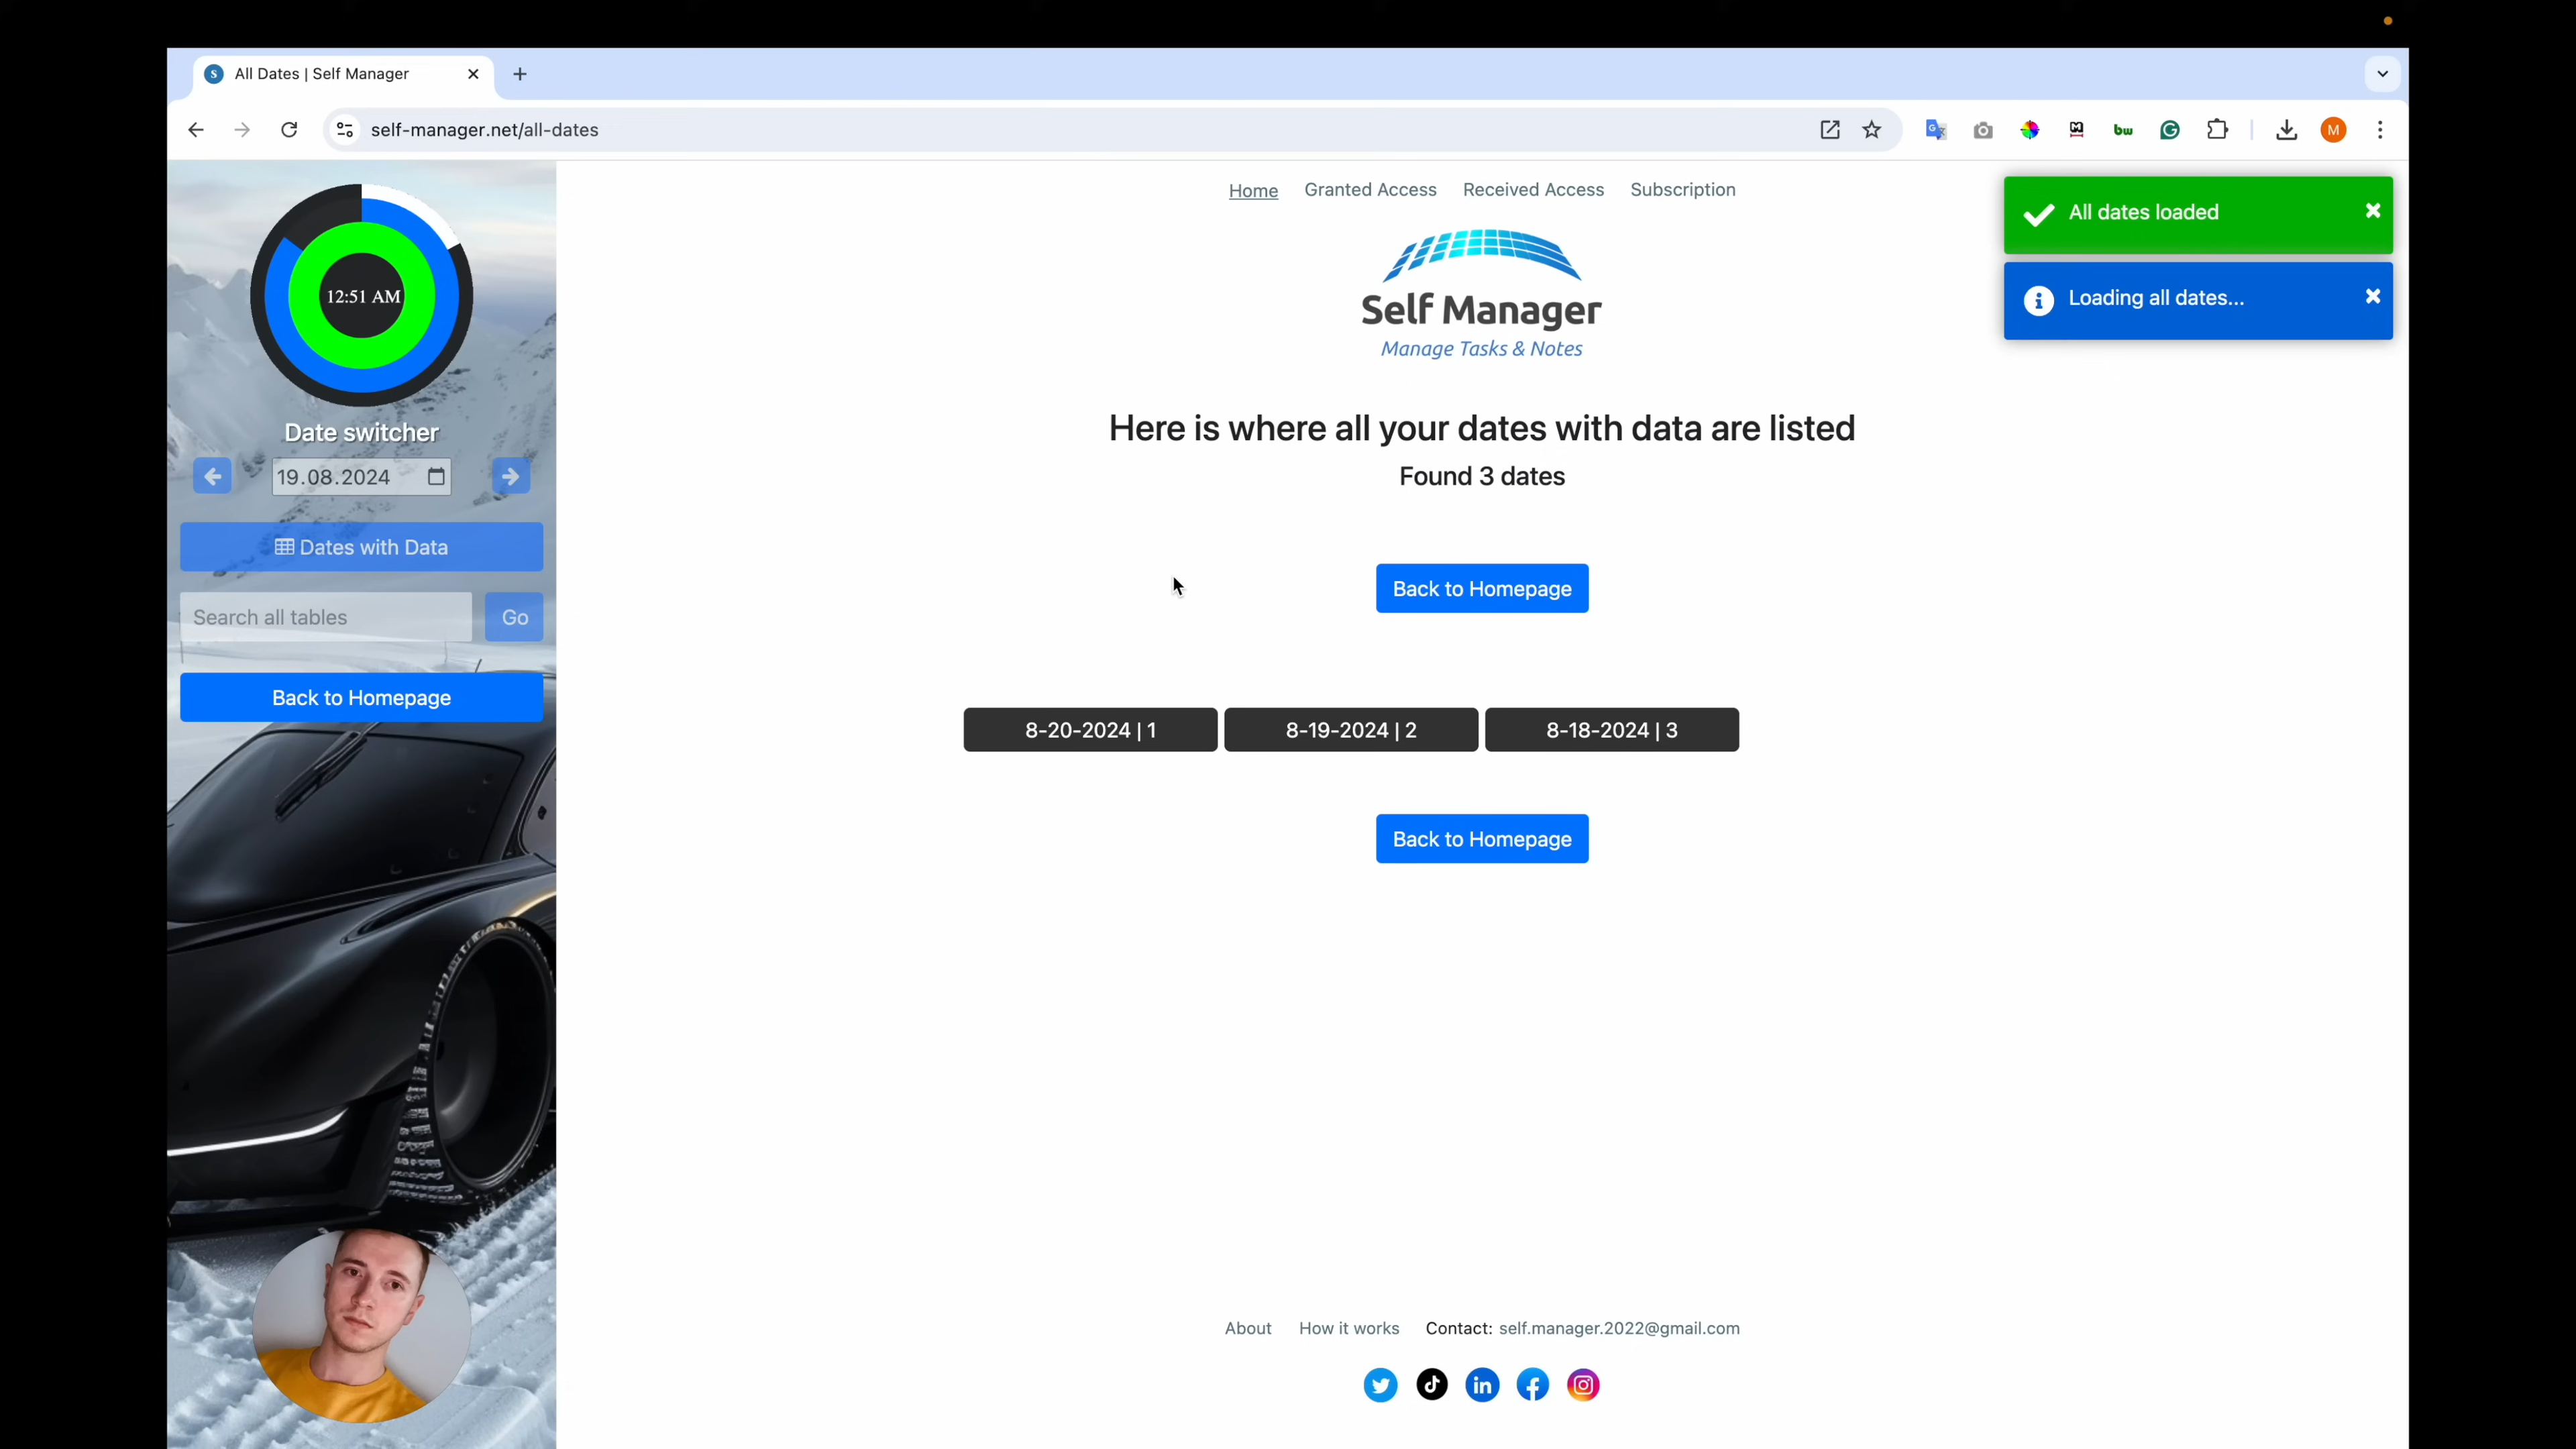 All Dates | Self Manager
self-manager.net/all-dates
M
bw
12:51 AM
Date switcher
19.08.2024
Dates with Data
Search all tables
Go
Back to Homepage
Home Granted Access Received Access Subscription
Self Manager
Manage Tasks & Notes
All dates loaded
Loading all dates...
Here is where all your dates with data are listed
Found 3 dates
Back to Homepage
8-20-2024 | 1 8-19-2024 | 2 8-18-2024 | 3
Back to Homepage
About How it works Contact: self.manager.2022@gmail.com